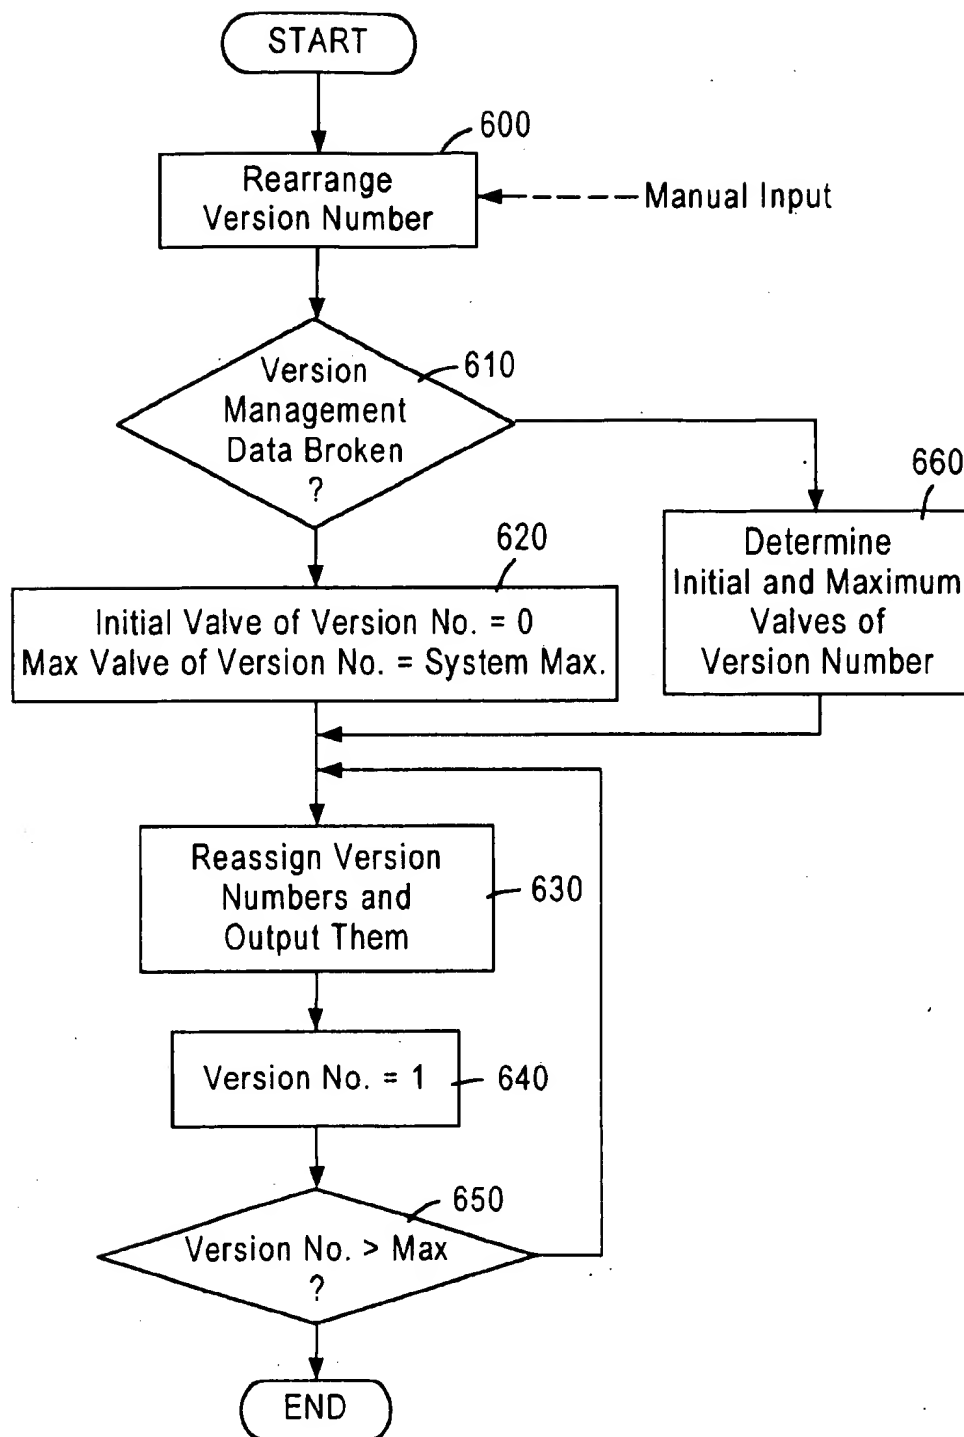 START
600
Rearrange
Version Number
Manual Input
610
Version
Management
Data Broken
?
660
Determine
Initial and Maximum
Valves of
Version Number
620
Initial Valve of Version No. = 0
Max Valve of Version No. = System Max.
Reassign Version
Numbers and
Output Them
630
Version No. = 1
640
650
Version No. > Max
?
END